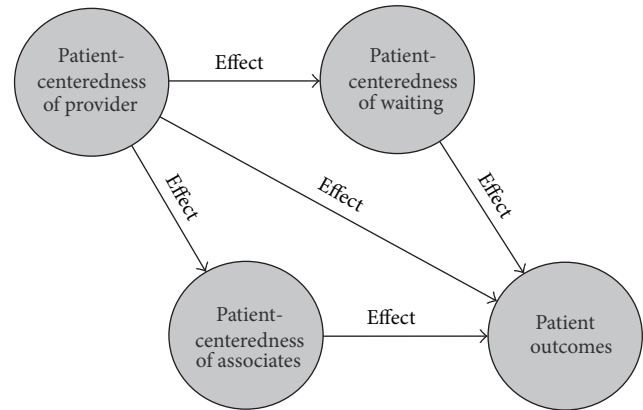 Patient-
centeredness
of provider
Effect
Patient-
centeredness
of waiting
Effect
Effect
Effect
Patient-
centeredness
of associates
Effect
Patient
outcomes